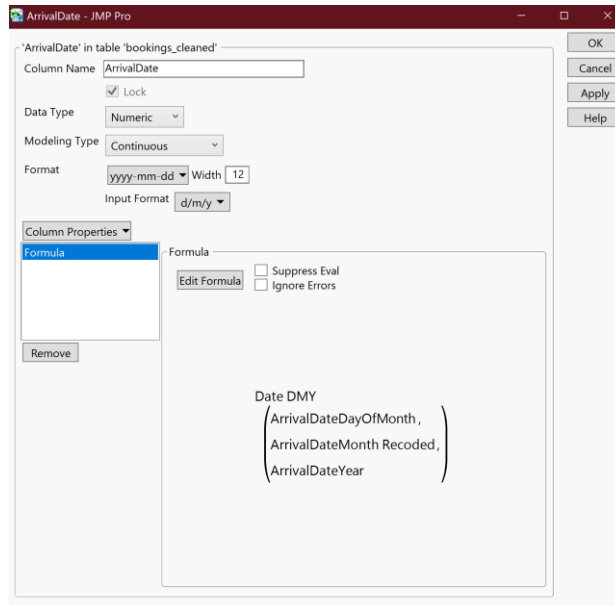 ArrivalDate - JMP Pro
'ArrivalDate' in table 'bookings_cleaned'
OK
Column Name ArrivalDate
Cancel
Lock
Apply
Data Type Numeric
Help
Modeling Type Continuous
Format yyyy-mm-dd Width 12
Input Format d/m/y
Column Properties
Formula
Formula
Edit Formula
Suppress Eval
Ignore Errors
Remove
Date DMY
(ArrivalDateDayOfMonth,
ArrivalDateMonth Recoded,
ArrivalDateYear)